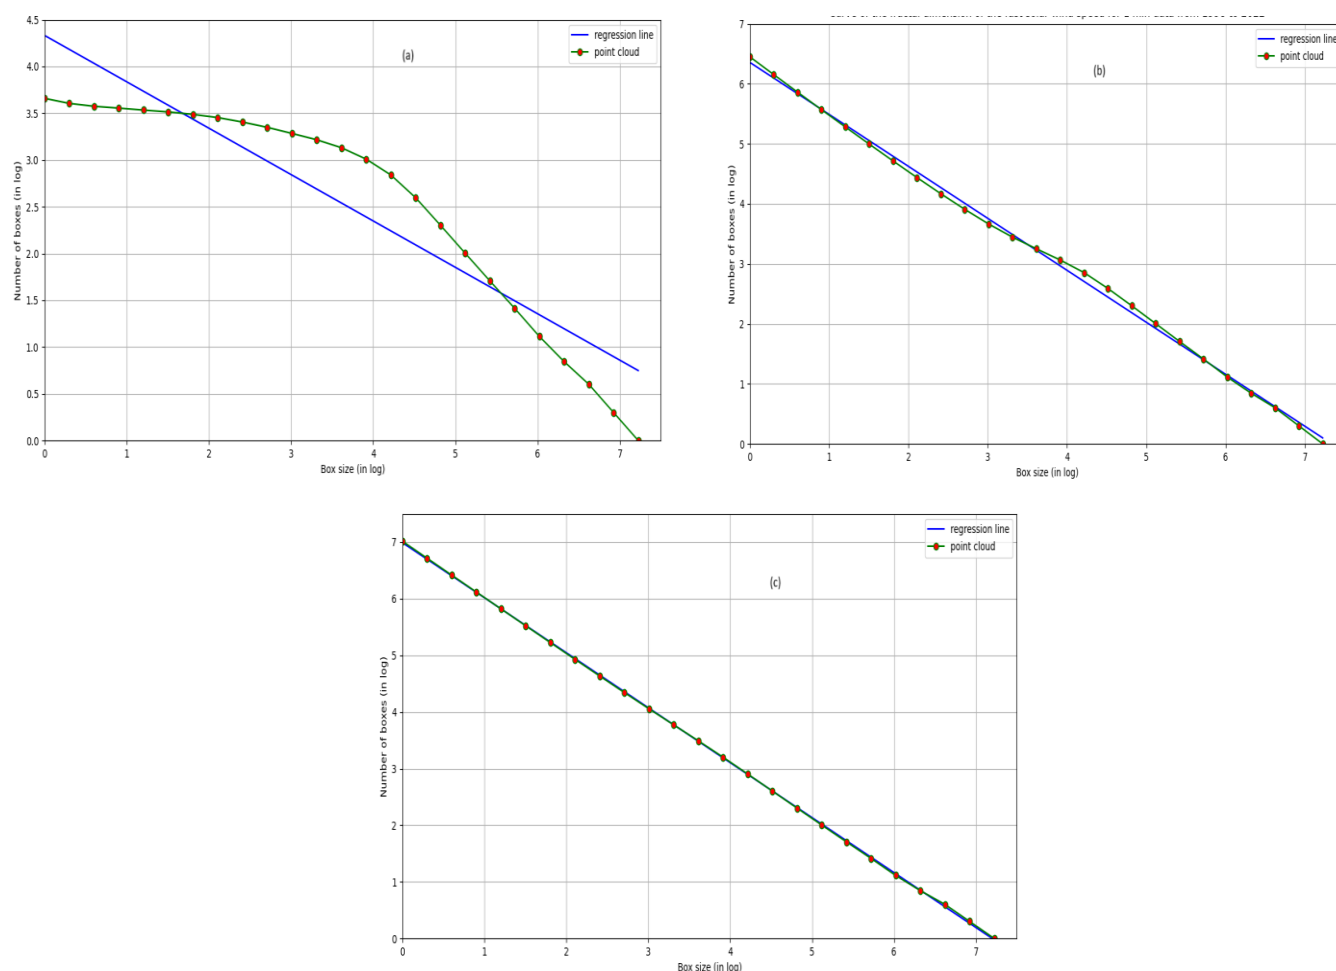 4.5
4.0
3.5
3.0
2.5
2.0
1.5
1.0
0.5
0.0
Number of boxes (in log)
(a)
regression line
point cloud
0 1 2 3 4 5 6 7
Box size (in log)
7
6
5
4
3
2
1
0
Number of boxes (in log)
(b)
regression line
point cloud
0 1 2 3 4 5 6 7
Box size (in log)
7
6
5
4
3
2
1
0
Number of boxes (in log)
(c)
regression line
point cloud
0 1 2 3 4 5 6 7
Box size (in log)